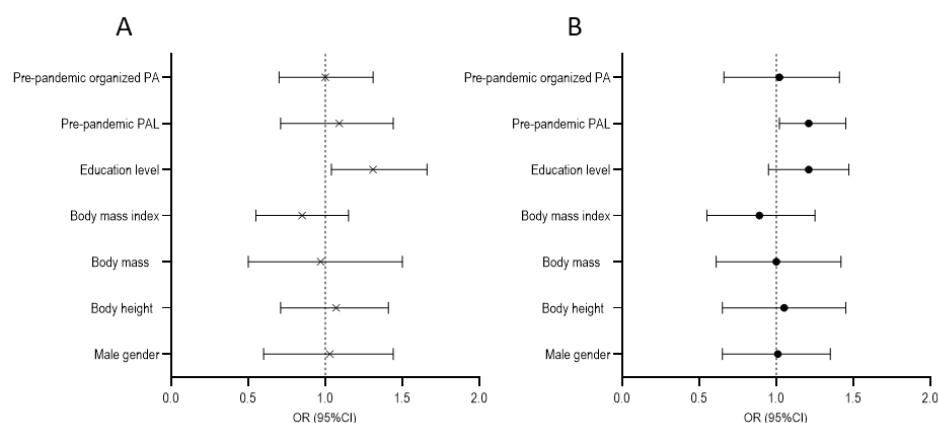 A
Pre-pandemic organized PA
Pre-pandemic PAL
Education level
Body mass index
Body mass
Body height
Male gender
0.0 0.5 1.0 1.5 2.0
OR (95%CI)
B
Pre-pandemic organized PA
Pre-pandemic PAL
Education level
Body mass index
Body mass
Body height
Male gender
0.0 0.5 1.0 1.5 2.0
OR (95%CI)